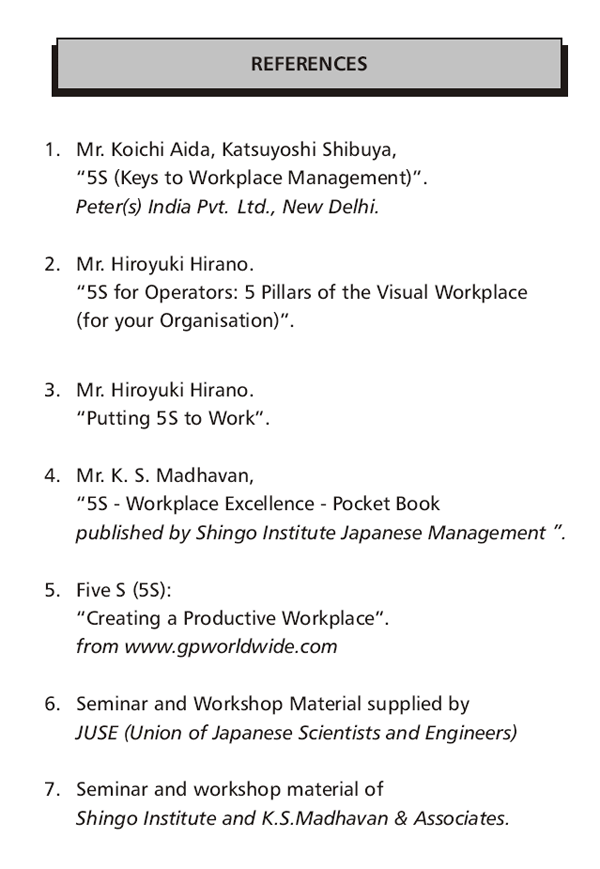 REFERENCES
1. Mr. Koichi Aida, Katsuyoshi Shibuya,
“5S (Keys to Workplace Management)”.
Peter(s) India Pvt. Ltd., New Delhi.
2. Mr. Hiroyuki Hirano.
“5S for Operators: 5 Pillars of the Visual Workplace
(for your Organisation)”.
3. Mr. Hiroyuki Hirano.
“Putting 5S to Work”.
4. Mr. K. S. Madhavan,
“5S - Workplace Excellence - Pocket Book
published by Shingo Institute Japanese Management ”.
5. Five S (5S):
“Creating a Productive Workplace”.
from www.gpworldwide.com
6. Seminar and Workshop Material supplied by
JUSE (Union of Japanese Scientists and Engineers)
7. Seminar and workshop material of
Shingo Institute and K.S.Madhavan & Associates.